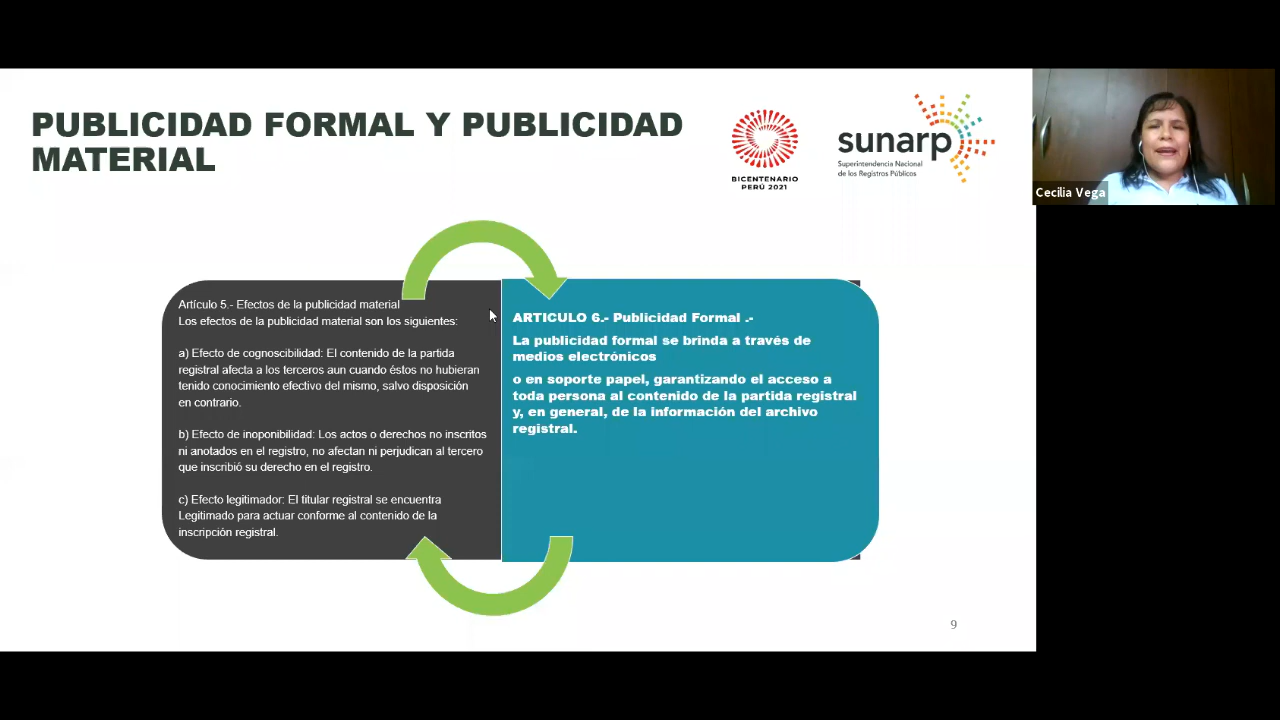 PUBLICIDAD FORMAL Y PUBLICIDAD
MATERIAL
BICENTENARIO
PERÚ 2021
sunarp
Superintendencia Nacional
de los Registros Públicos
Cecilia Vega
Artículo 5.- Efectos de la publicidad material
Los efectos de la publicidad material son los siguientes:
a) Efecto de cognoscibilidad: El contenido de la partida
registral afecta a los terceros aun cuando éstos no hubieran
tenido conocimiento efectivo del mismo, salvo disposición
en contrario.
b) Efecto de inoponibilidad: Los actos o derechos no inscritos
ni anotados en el registro, no afectan ni perjudican al tercero
que inscribió su derecho en el registro.
c) Efecto legitimador: El titular registral se encuentra
Legitimado para actuar conforme al contenido de la
inscripción registral.
ARTICULO 6.- Publicidad Formal .-
La publicidad formal se brinda a través de
medios electrónicos
o en soporte papel, garantizando el acceso a
toda persona al contenido de la partida registral
y, en general, de la información del archivo
registral.
9